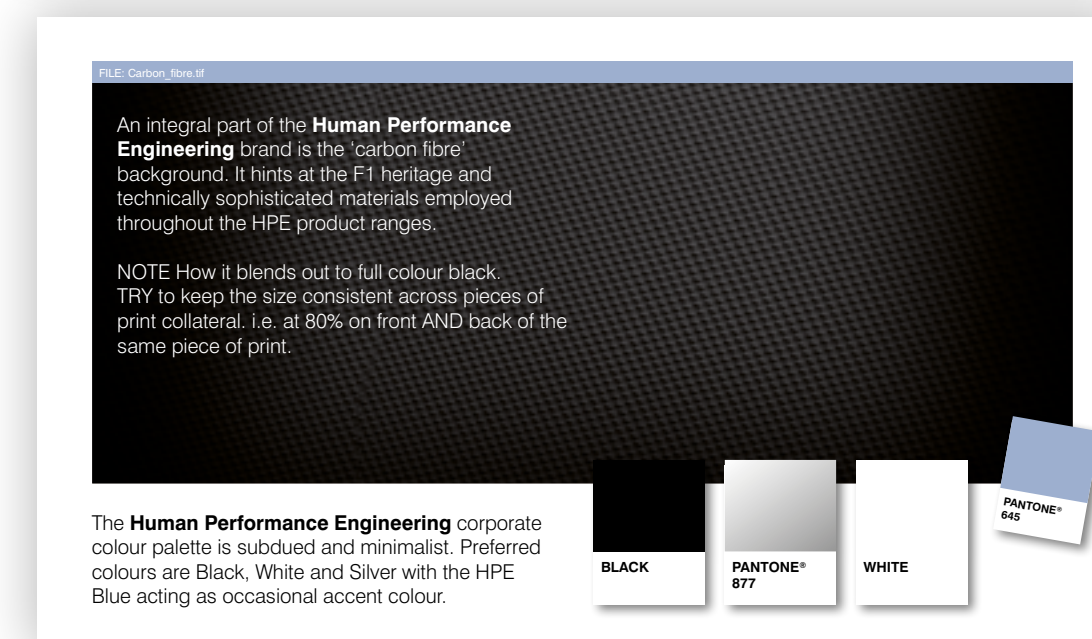 FILE: Carbon_fibre.tif
An integral part of the Human Performance
Engineering brand is the ‘carbon fibre’
background. It hints at the F1 heritage and
technically sophisticated materials employed
throughout the HPE product ranges.
NOTE How it blends out to full colour black.
TRY to keep the size consistent across pieces of
print collateral. i.e. at 80% on front AND back of the
same piece of print.
The Human Performance Engineering corporate
colour palette is subdued and minimalist. Preferred
colours are Black, White and Silver with the HPE
Blue acting as occasional accent colour.
BLACK
PANTONE®
877
WHITE
PANTONE®
645